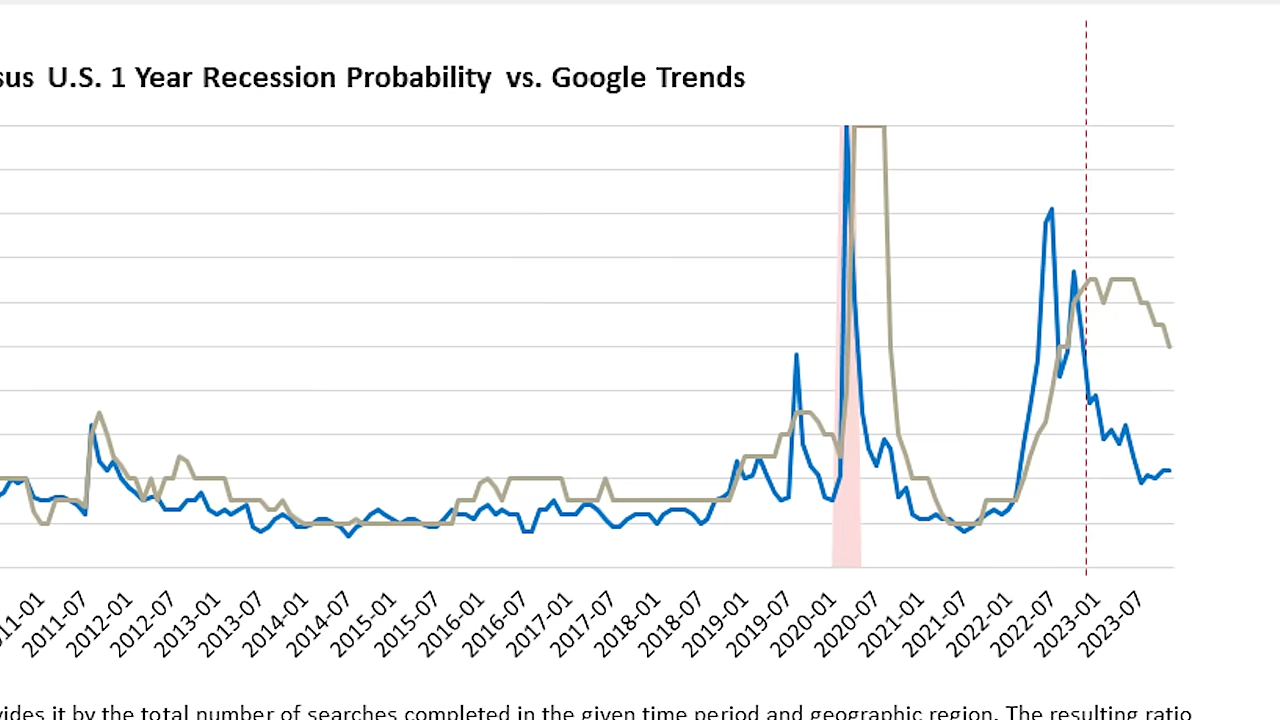 sus U.S. 1 Year Recession Probability vs. Google Trends
11-01 2011-07 2012-01 2012-07 2013-01 2013-07 2014-01 2014-07 2015-01 2015-07 2016-01 2016-07 2017-01 2017-07 2018-01 2018-07 2019-01 2019-07 2020-01 2020-07 2021-01 2021-07 2022-01 2022-07 2023-01 2023-07
vides it by the total number of searches completed in the given time period and geographic region. The resulting ratio